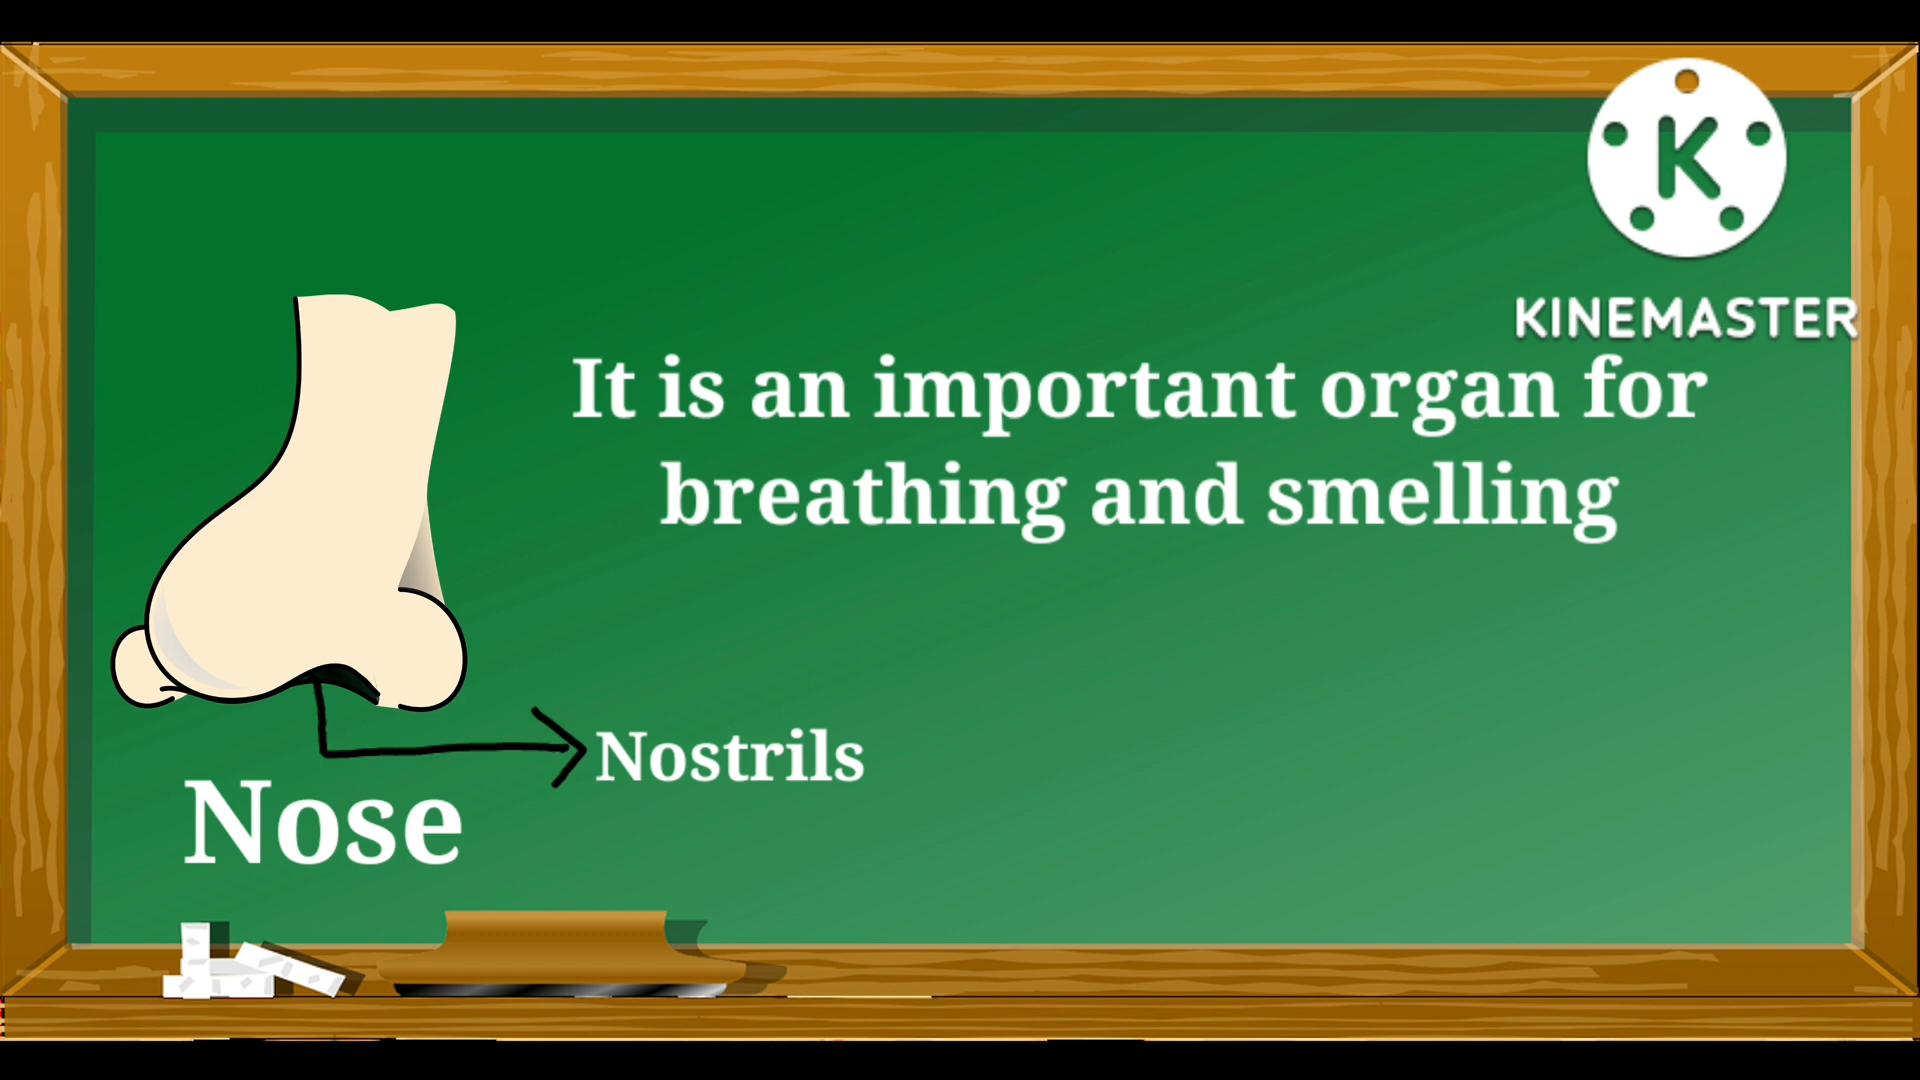 K
KINEMASTER
It is an important organ for
breathing and smelling
Nostrils
Nose